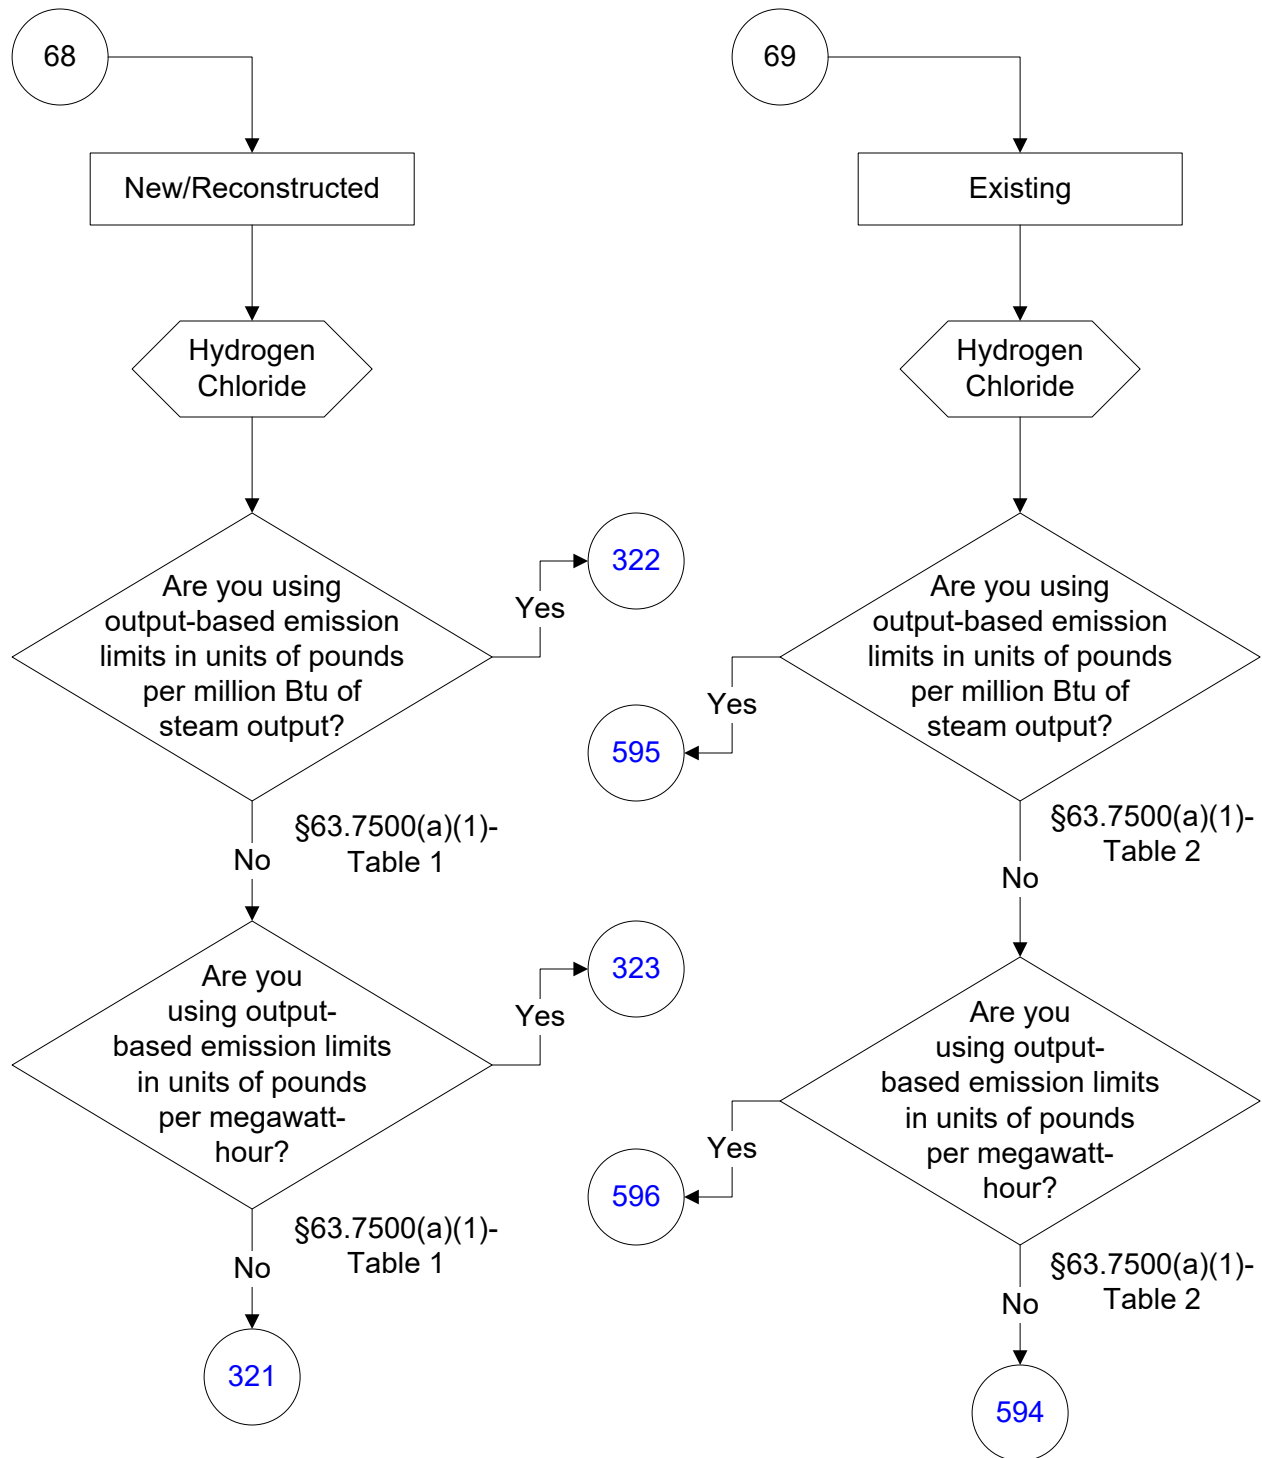 68
New/Reconstructed
Hydrogen
Chloride
Are you using
output-based emission
limits in units of pounds
per million Btu of
steam output?
Yes
322
§63.7500(a)(1)-
Table 1
No
Are you
using output-
based emission limits
in units of pounds
per megawatt-
hour?
Yes
323
§63.7500(a)(1)-
Table 1
No
321
69
Existing
Hydrogen
Chloride
Are you using
output-based emission
limits in units of pounds
per million Btu of
steam output?
Yes
595
§63.7500(a)(1)-
Table 2
No
Are you
using output-
based emission limits
in units of pounds
per megawatt-
hour?
Yes
596
§63.7500(a)(1)-
Table 2
No
594